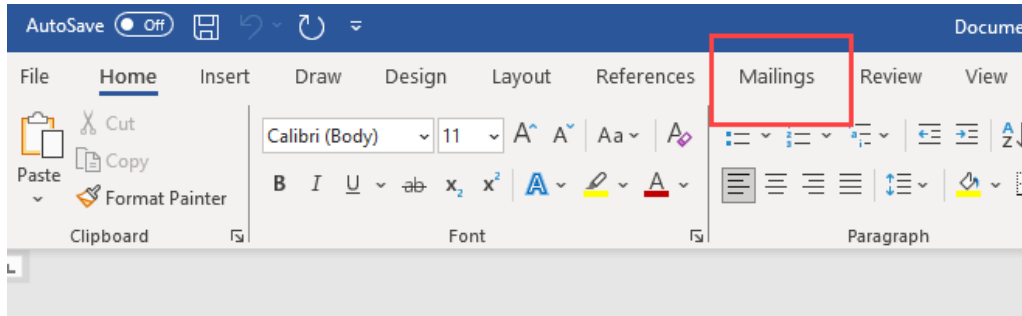 AutoSave Off Docume
File Home Insert Draw Design Layout References Mailings Review View
Cut
Calibri (Body) 11 A A Aa A
Copy
Paste
Format Painter
B I U ab x2 x2 A A
Clipboard Font Paragraph